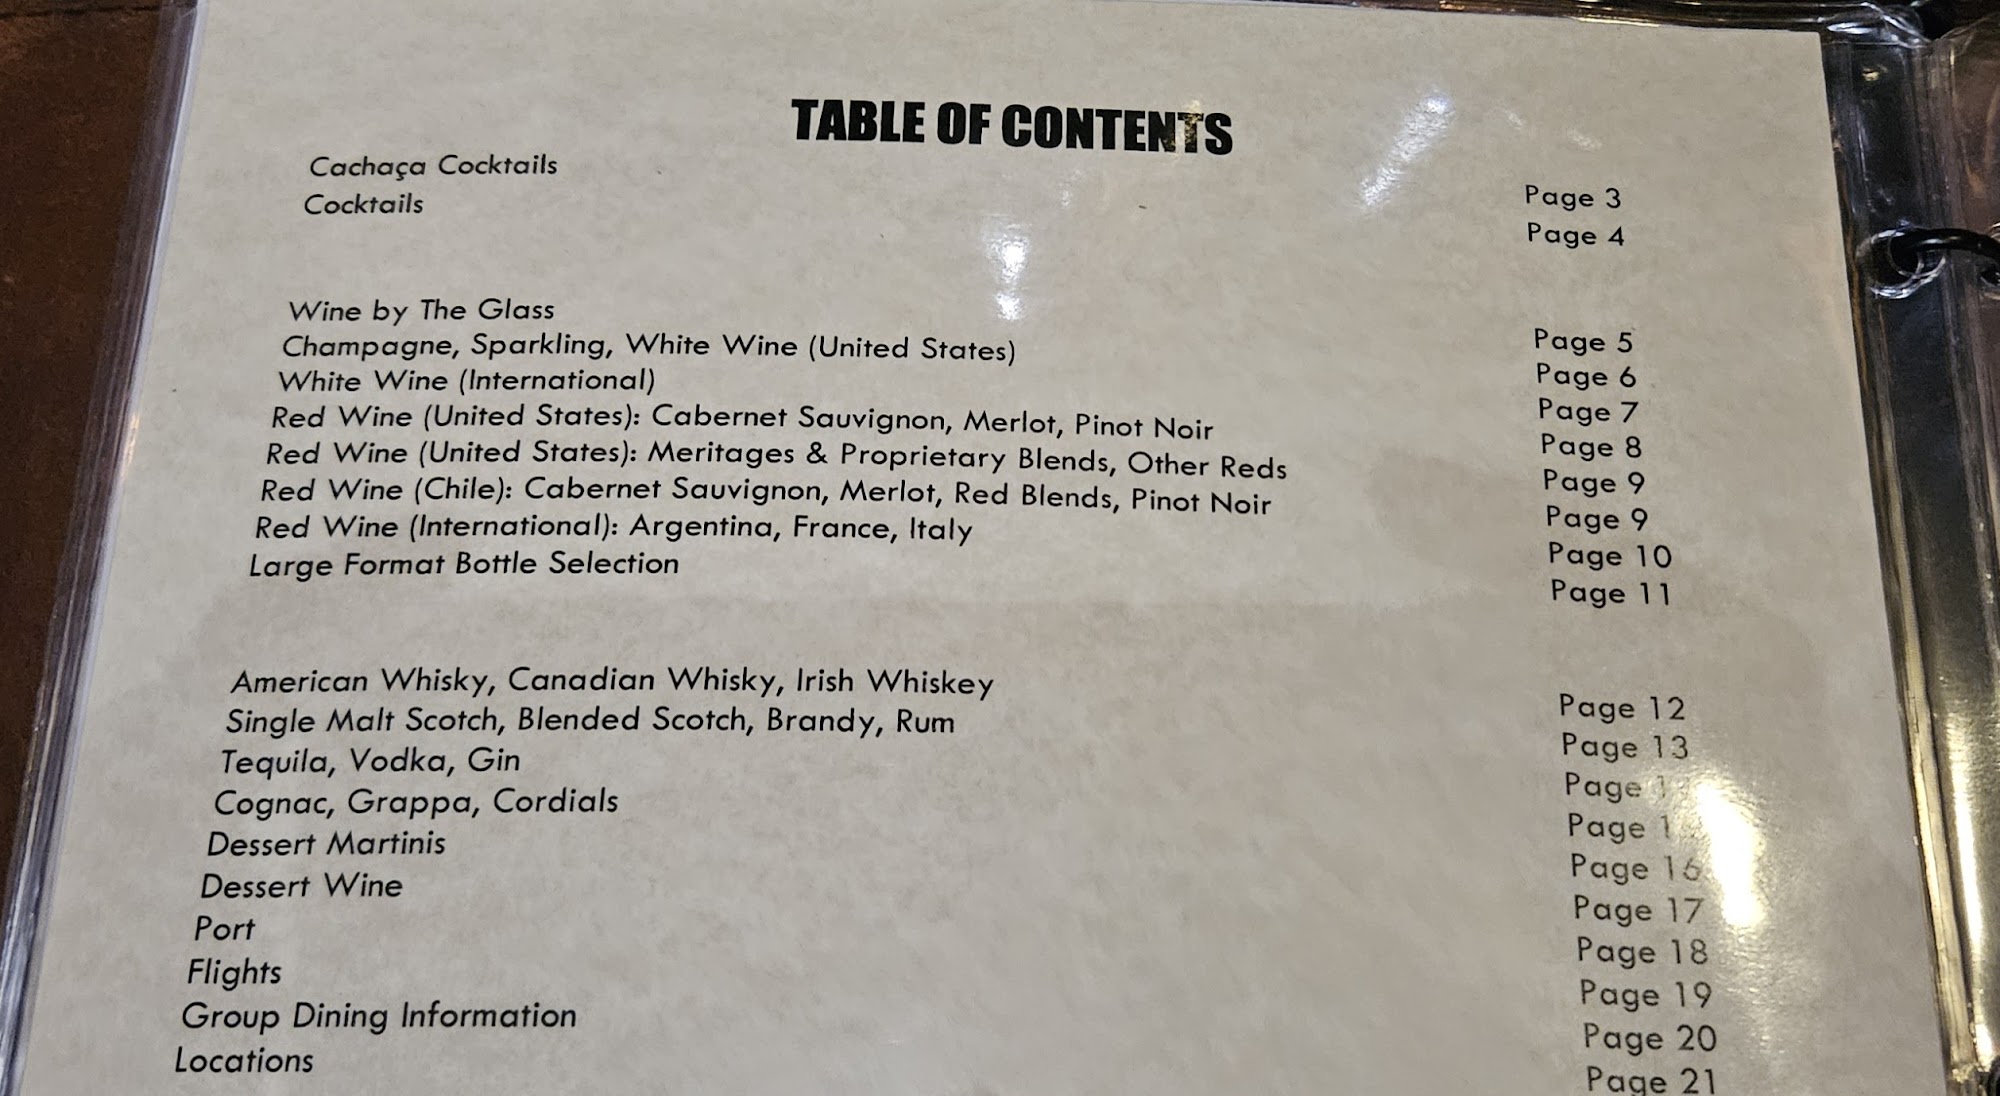 TABLE OF CONTENTS
Cachaça Cocktails Page 3
Cocktails Page 4
Wine by The Glass Page 5
Champagne, Sparkling, White Wine (United States) Page 6
White Wine (International) Page 7
Red Wine (United States): Cabernet Sauvignon, Merlot, Pinot Noir Page 8
Red Wine (United States): Meritages & Proprietary Blends, Other Reds Page 9
Red Wine (Chile): Cabernet Sauvignon, Merlot, Red Blends, Pinot Noir Page 9
Red Wine (International): Argentina, France, Italy Page 10
Large Format Bottle Selection Page 11
American Whisky, Canadian Whisky, Irish Whiskey Page 12
Single Malt Scotch, Blended Scotch, Brandy, Rum Page 13
Tequila, Vodka, Gin Page
Cognac, Grappa, Cordials Page
Dessert Martinis Page 16
Dessert Wine Page 17
Port Page 18
Flights Page 19
Group Dining Information Page 20
Locations Page 21